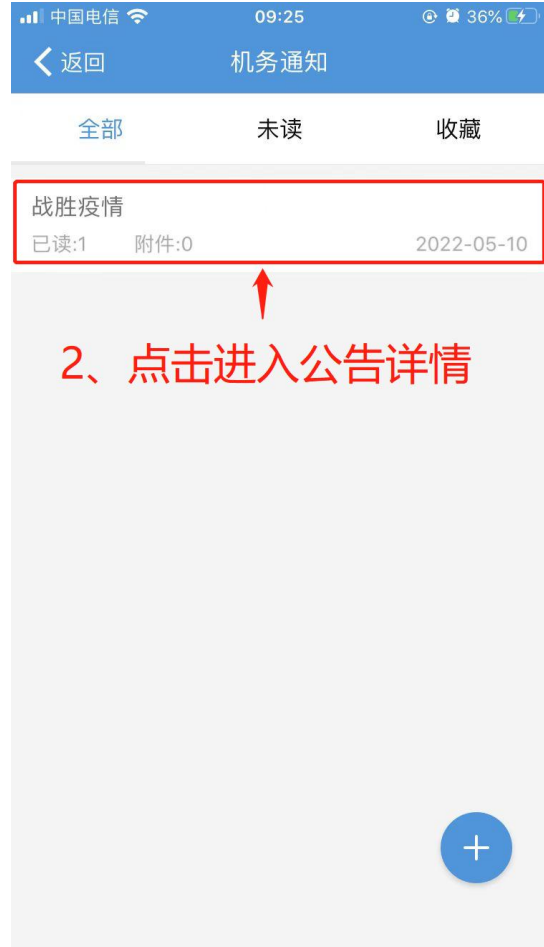 中国电信 09:25 36%
返回 机务通知
全部 未读 收藏
战胜疫情
已读:1 附件:0 2022-05-10
2、点击进入公告详情